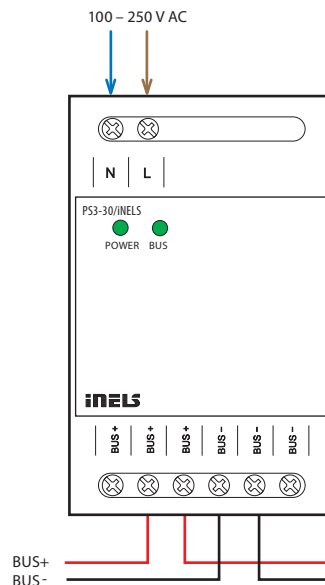 100 – 250 V AC
N L
PS3-30/iNELS
POWER BUS
iNELS
BUS + BUS + BUS + BUS – BUS – BUS –
BUS+
BUS-